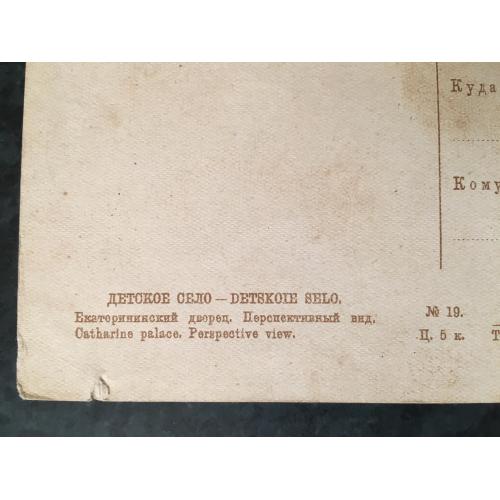 Куда
Кому
ДЕТСКОЕ СЕЛО — DETSKOIE SELO.
Екатерининский дворец. Перспективный вид.
Catharine palace. Perspective view.
№ 19.
Ц. 5 к. Т